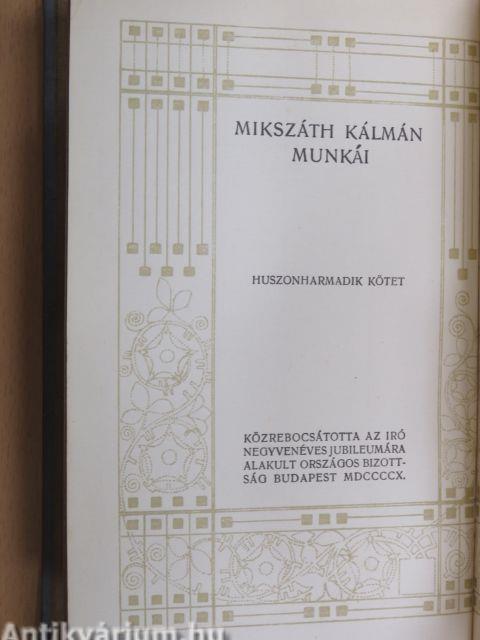 MIKSZÁTH KÁLMÁN
MUNKÁI
HUSZONHARMADIK KÖTET
KÖZREBOCSÁTOTTA AZ IRÓ
NEGYVENÉVES JUBILEUMÁRA
ALAKULT ORSZÁGOS BIZOTT-
SÁG BUDAPEST MDCCCCX.
Antikvárium.hu